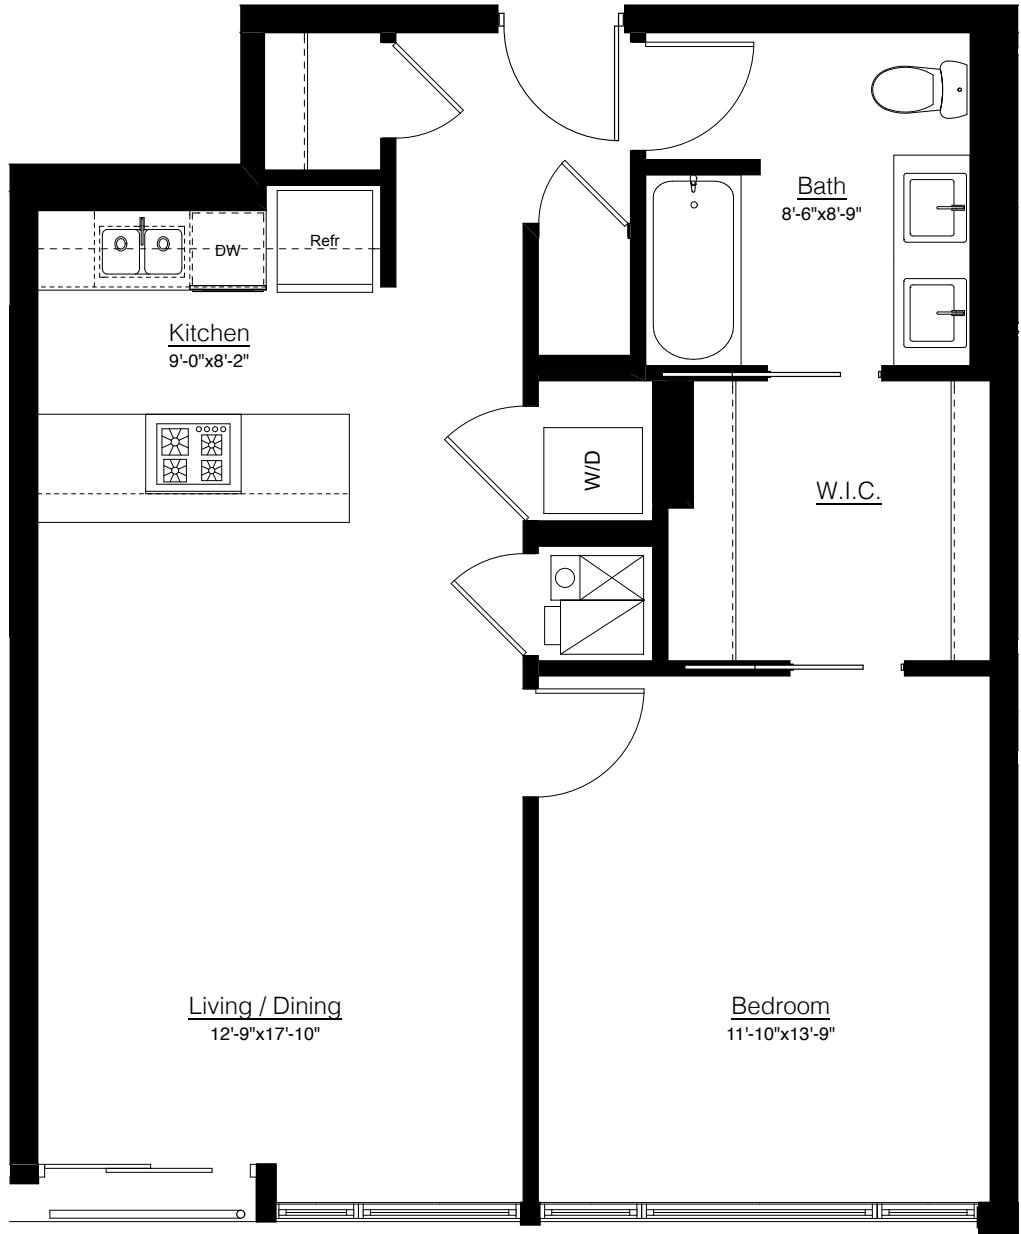 Bath
8'-6"x8'-9"
Refr
DW
Kitchen
9'-0"x8'-2"
W/D
W.I.C.
Living / Dining
12'-9"x17'-10"
Bedroom
11'-10"x13'-9"